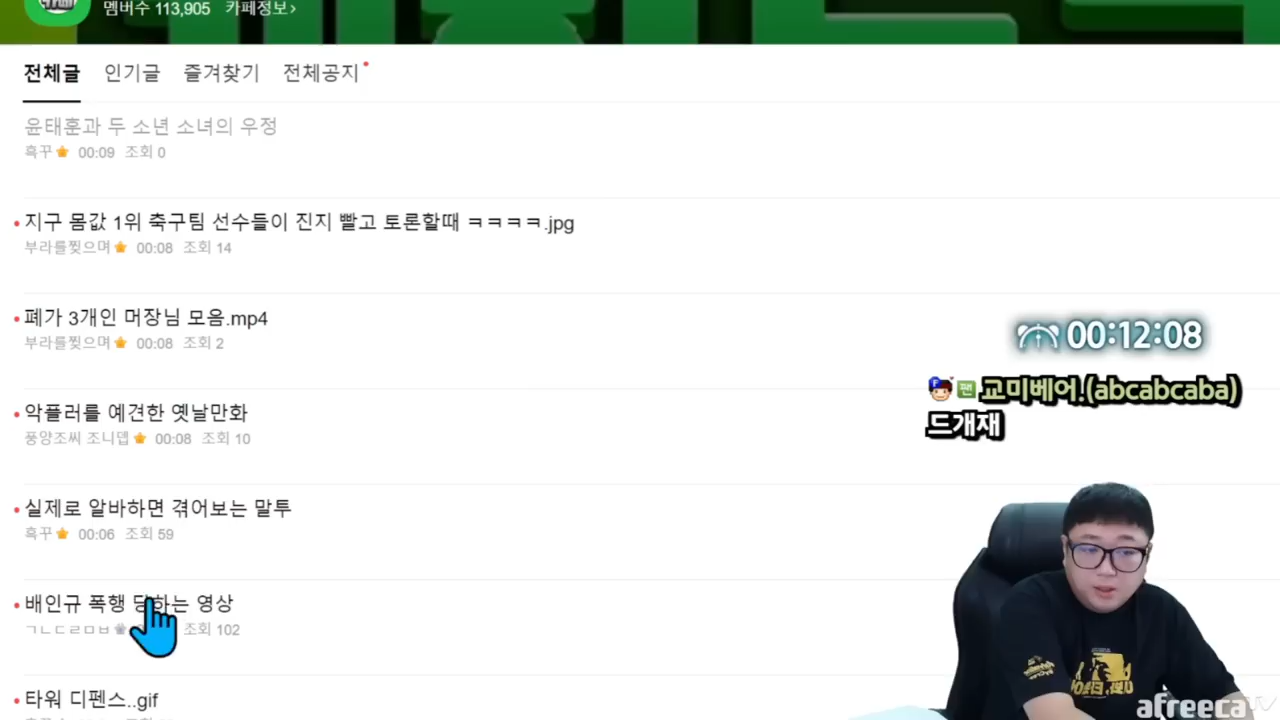 멤버수 113,905 카페정보 ›
전체글 인기글 즐겨찾기 전체공지
윤태훈과 두 소년 소녀의 우정
흑꾸 00:09 조회 0
지구 몸값 1위 축구팀 선수들이 진지 빨고 토론할때 ㅋㅋㅋㅋ.jpg
부라를찢으며 00:08 조회 14
폐가 3개인 머장님 모음.mp4
부라를찢으며 00:08 조회 2
악플러를 예견한 옛날만화
풍양조씨 조니뎁 00:08 조회 10
실제로 알바하면 겪어보는 말투
흑꾸 00:06 조회 59
배인규 폭행 당하는 영상
ㄱㄴㄷㄹㅁㅂ 조회 102
타워 디펜스..gif
00:12:08
F 팬 교미베어.(abcabcaba)
드개재
afreecaTV